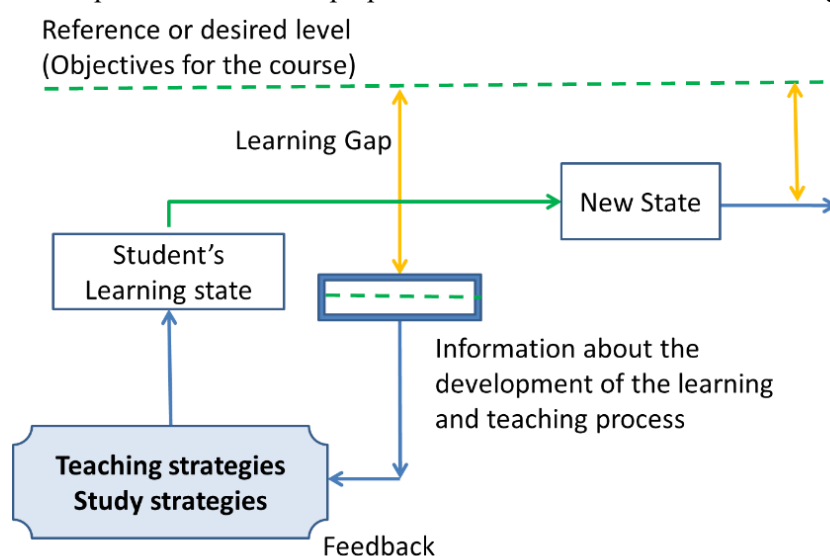 Reference or desired level
(Objectives for the course)
Learning Gap
New State
Student's
Learning state
Information about the
development of the learning
and teaching process
Teaching strategies
Study strategies
Feedback